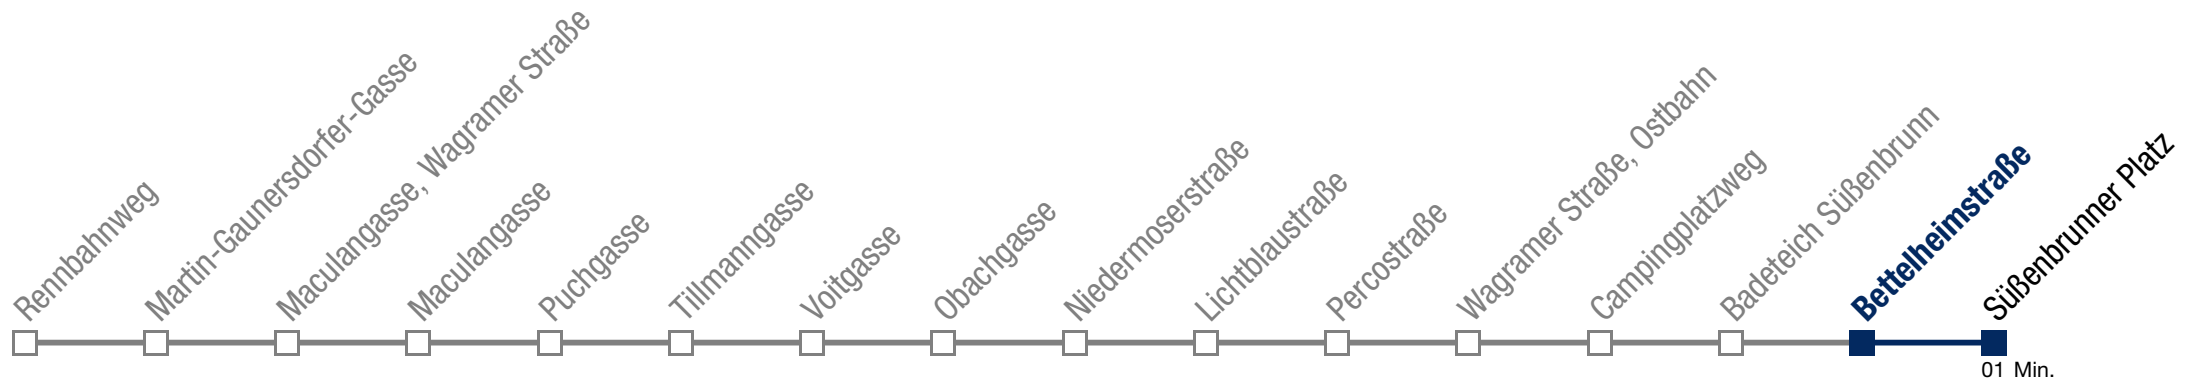 Rennbahnweg
Martin-Gaunersdorfer-Gasse
Maculangasse, Wagramer Straße
Maculangasse
Puchgasse
Tillmanngasse
Voitgasse
Obachgasse
Niedermoserstraße
Lichtblaustraße
Percostraße
Wagramer Straße, Ostbahn
Campingplatzweg
Badeteich Süßenbrunn
Bettelheimstraße
Süßenbrunner Platz
01 Min.